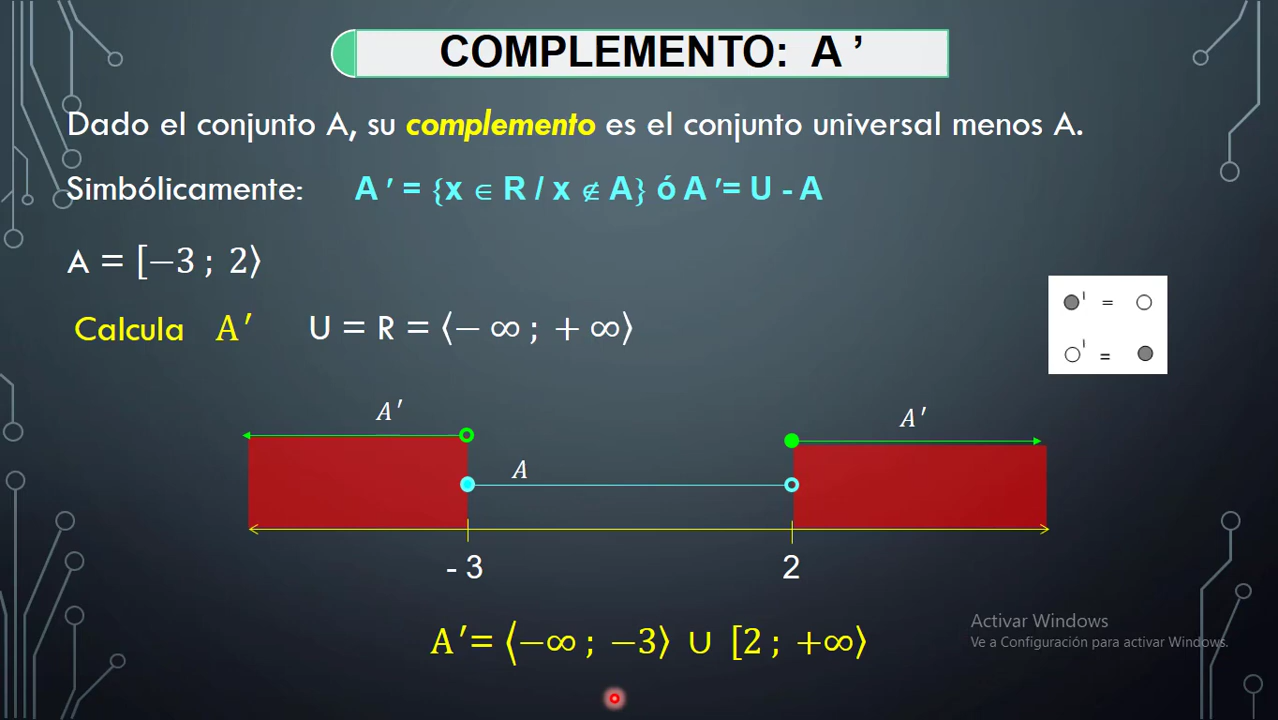 COMPLEMENTO: A ’
Dado el conjunto A, su complemento es el conjunto universal menos A.
Simbólicamente: A ′ = {x ∈ R / x ∉ A} ó A ′= U - A
A = [−3 ; 2⟩
Calcula A′ U = R = ⟨− ∞ ; + ∞⟩
●′ = ○
○′ = ●
A′ A′
A
- 3 2
A′= ⟨−∞ ; −3⟩ ∪ [2 ; +∞⟩
Activar Windows
Ve a Configuración para activar Windows.